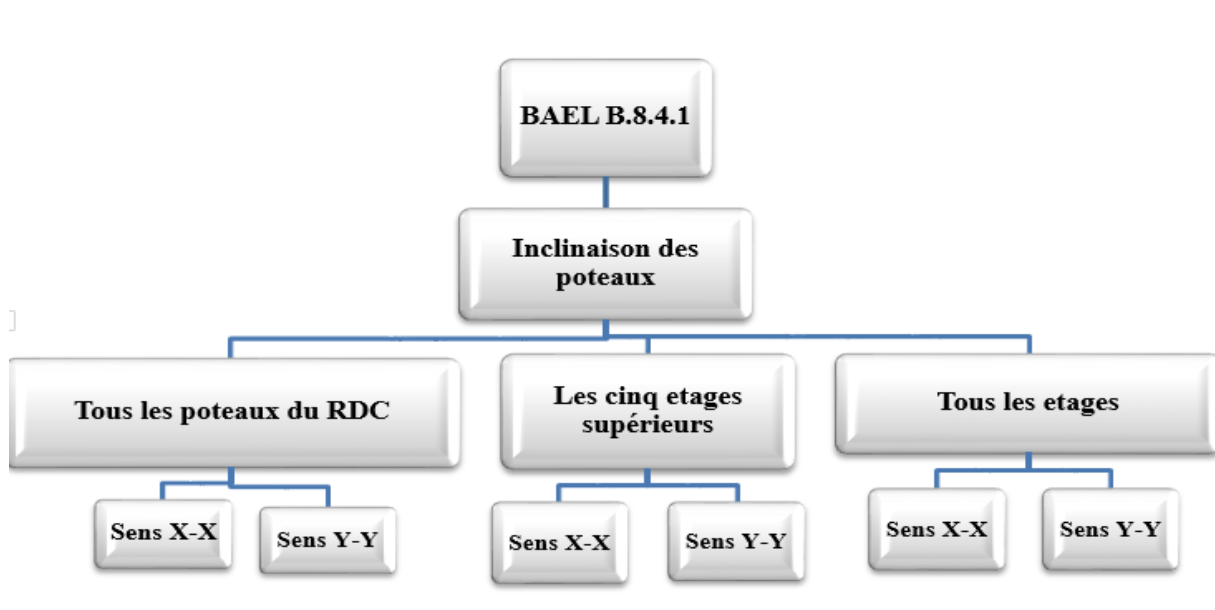 BAEL B.8.4.1
Inclinaison des
poteaux
Tous les poteaux du RDC
Les cinq etages
supérieurs
Tous les etages
Sens X-X
Sens Y-Y
Sens X-X
Sens Y-Y
Sens X-X
Sens Y-Y